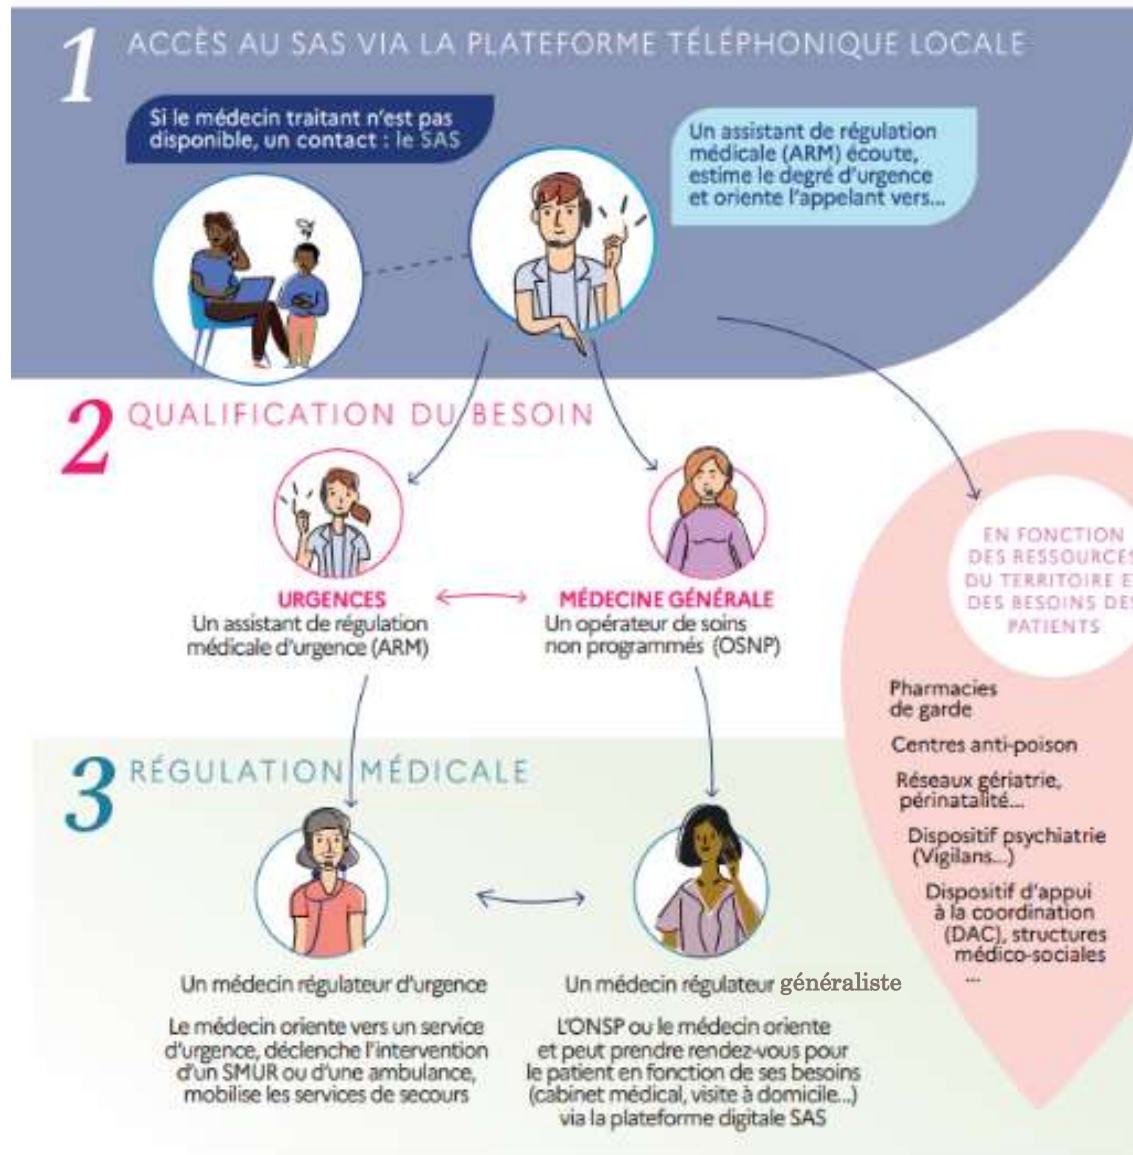 1
ACCÈS AU SAS VIA LA PLATEFORME TÉLÉPHONIQUE LOCALE
Si le médecin traitant n'est pas
disponible, un contact : le SAS
Un assistant de régulation
médicale (ARM) écoute,
estime le degré d'urgence
et oriente l'appelant vers...
2
QUALIFICATION DU BESOIN
URGENCES
Un assistant de régulation
médicale d'urgence (ARM)
MÉDECINE GÉNÉRALE
Un opérateur de soins
non programmés (OSNP)
EN FONCTION
DES RESSOURCES
DU TERRITOIRE E
DES BESOINS DES
PATIENTS
Pharmacies
de garde
Centres anti-poison
Réseaux gériatrie,
périnatalité...
Dispositif psychiatrie
(Vigilans...)
Dispositif d'appui
à la coordination
(DAC), structures
médico-sociales
...
3
RÉGULATION MÉDICALE
Un médecin régulateur d'urgence
Le médecin oriente vers un service
d'urgence, déclenche l'intervention
d'un SMUR ou d'une ambulance,
mobilise les services de secours
Un médecin régulateur généraliste
L'ONSP ou le médecin oriente
et peut prendre rendez-vous pour
le patient en fonction de ses besoins
(cabinet médical, visite à domicile...)
via la plateforme digitale SAS